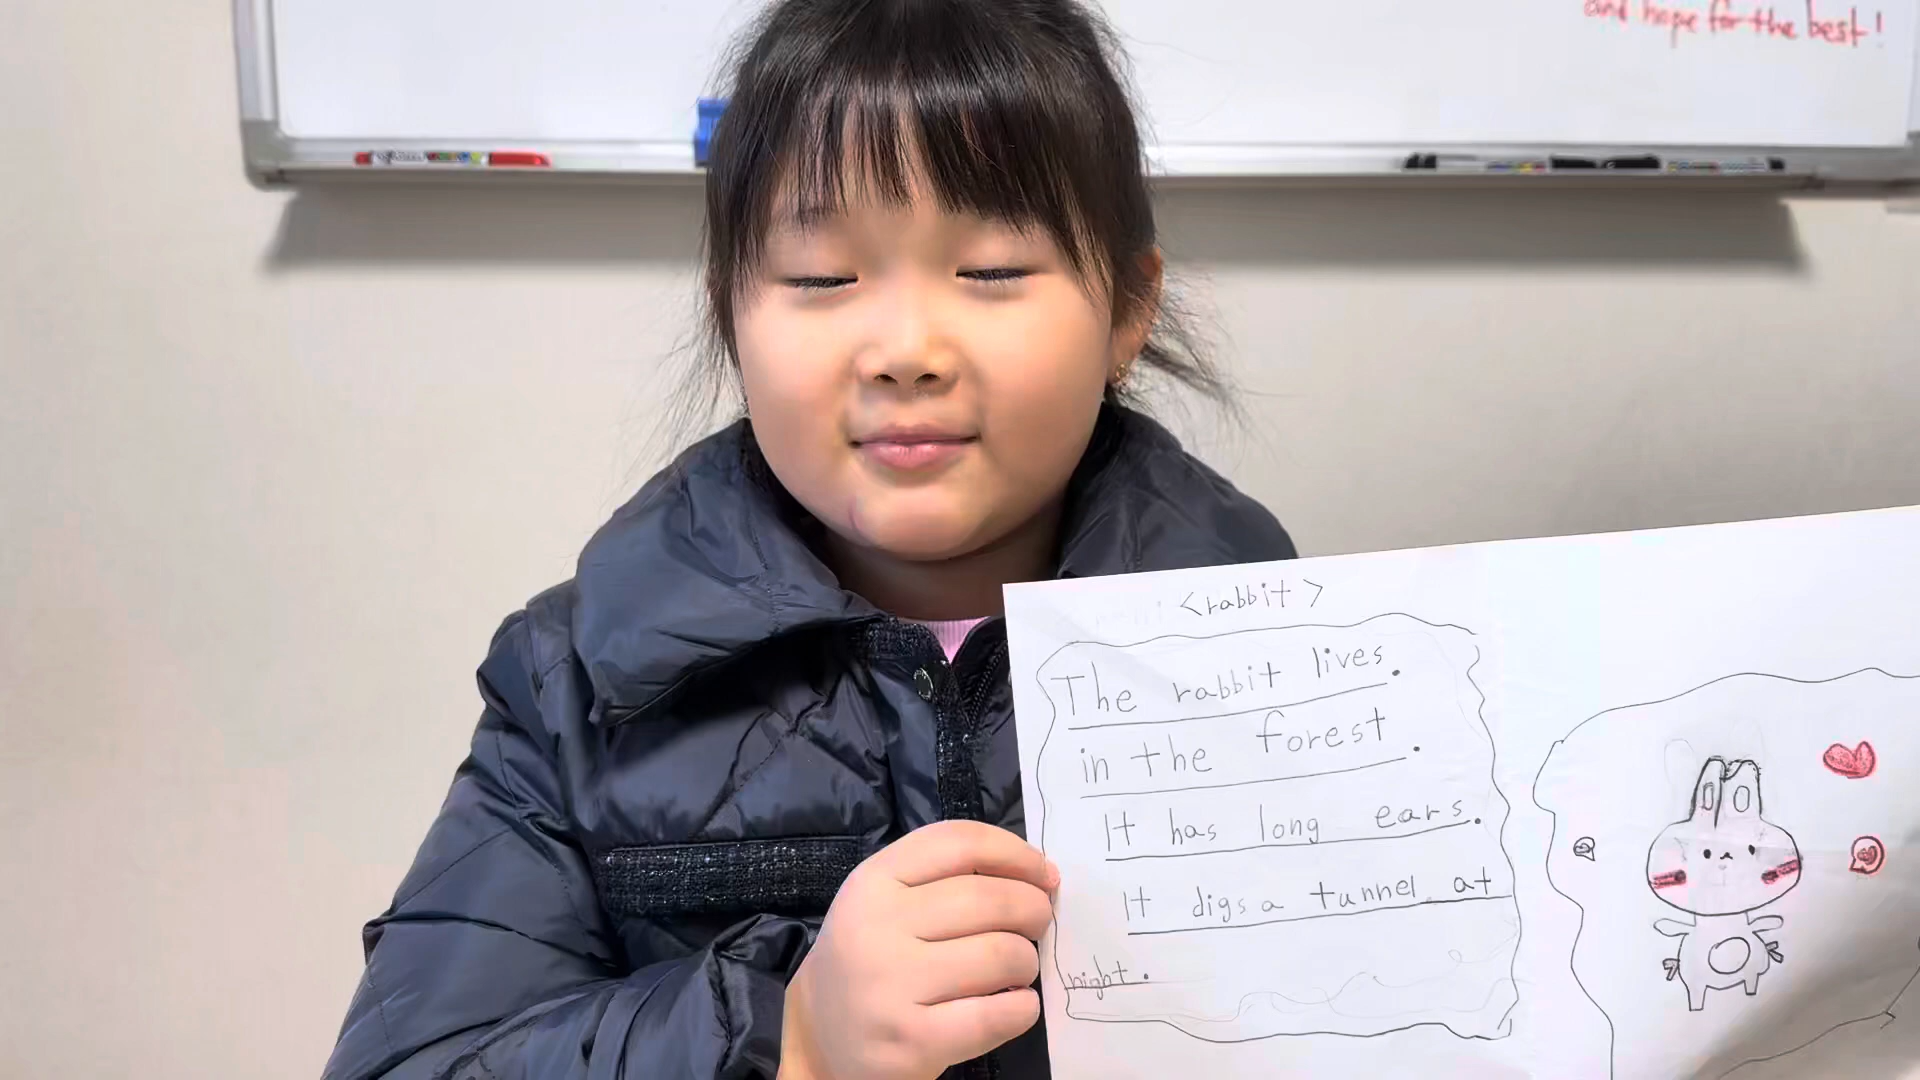 and hope for the best!
<rabbit>
The rabbit lives.
in the forest.
It has long ears.
It digs a tunnel at
night.